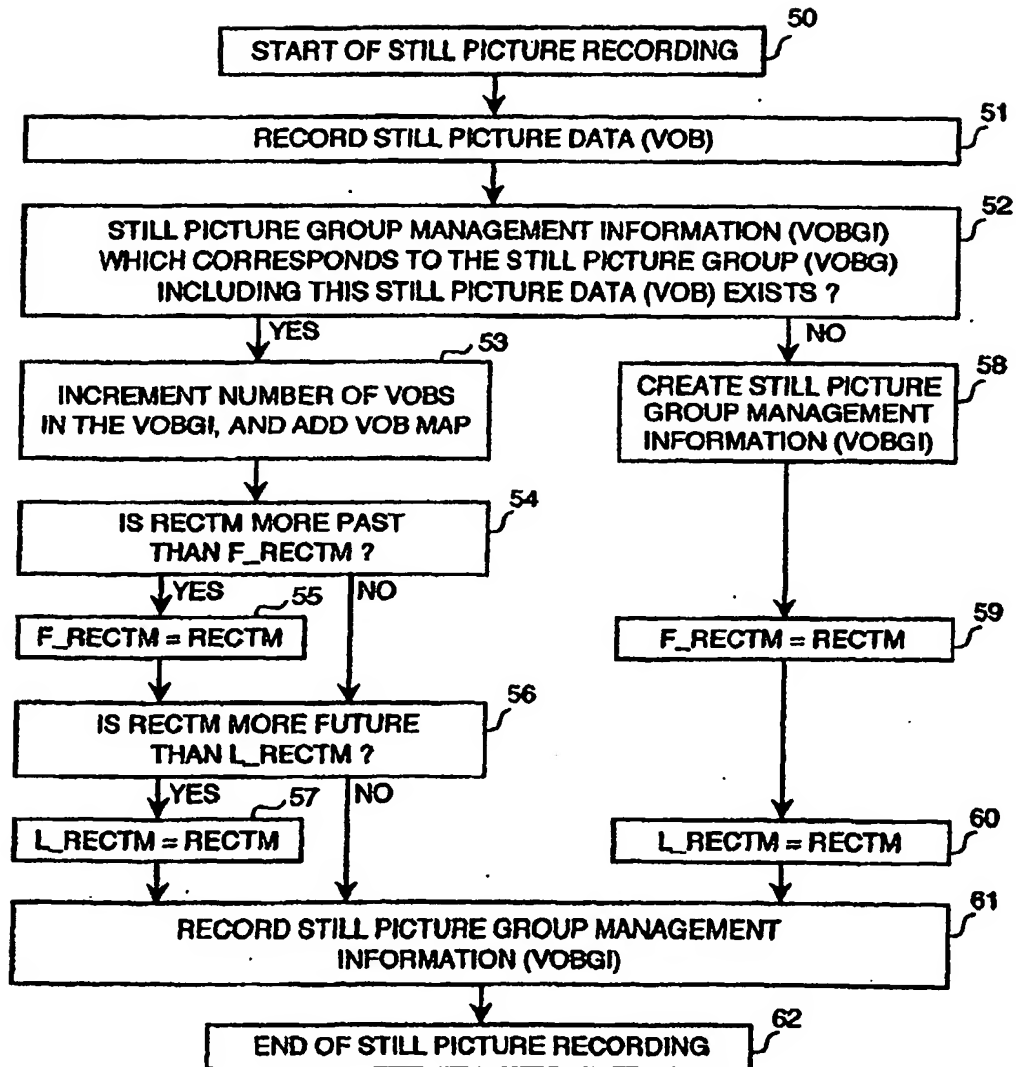 50
START OF STILL PICTURE RECORDING
51
RECORD STILL PICTURE DATA (VOB)
52
STILL PICTURE GROUP MANAGEMENT INFORMATION (VOBGI)
WHICH CORRESPONDS TO THE STILL PICTURE GROUP (VOBG)
INCLUDING THIS STILL PICTURE DATA (VOB) EXISTS ?
YES
NO
53
INCREMENT NUMBER OF VOBS
IN THE VOBGI, AND ADD VOB MAP
58
CREATE STILL PICTURE
GROUP MANAGEMENT
INFORMATION (VOBGI)
54
IS RECTM MORE PAST
THAN F_RECTM ?
YES
NO
55
F_RECTM = RECTM
59
F_RECTM = RECTM
56
IS RECTM MORE FUTURE
THAN L_RECTM ?
YES
NO
57
L_RECTM = RECTM
60
L_RECTM = RECTM
61
RECORD STILL PICTURE GROUP MANAGEMENT
INFORMATION (VOBGI)
62
END OF STILL PICTURE RECORDING